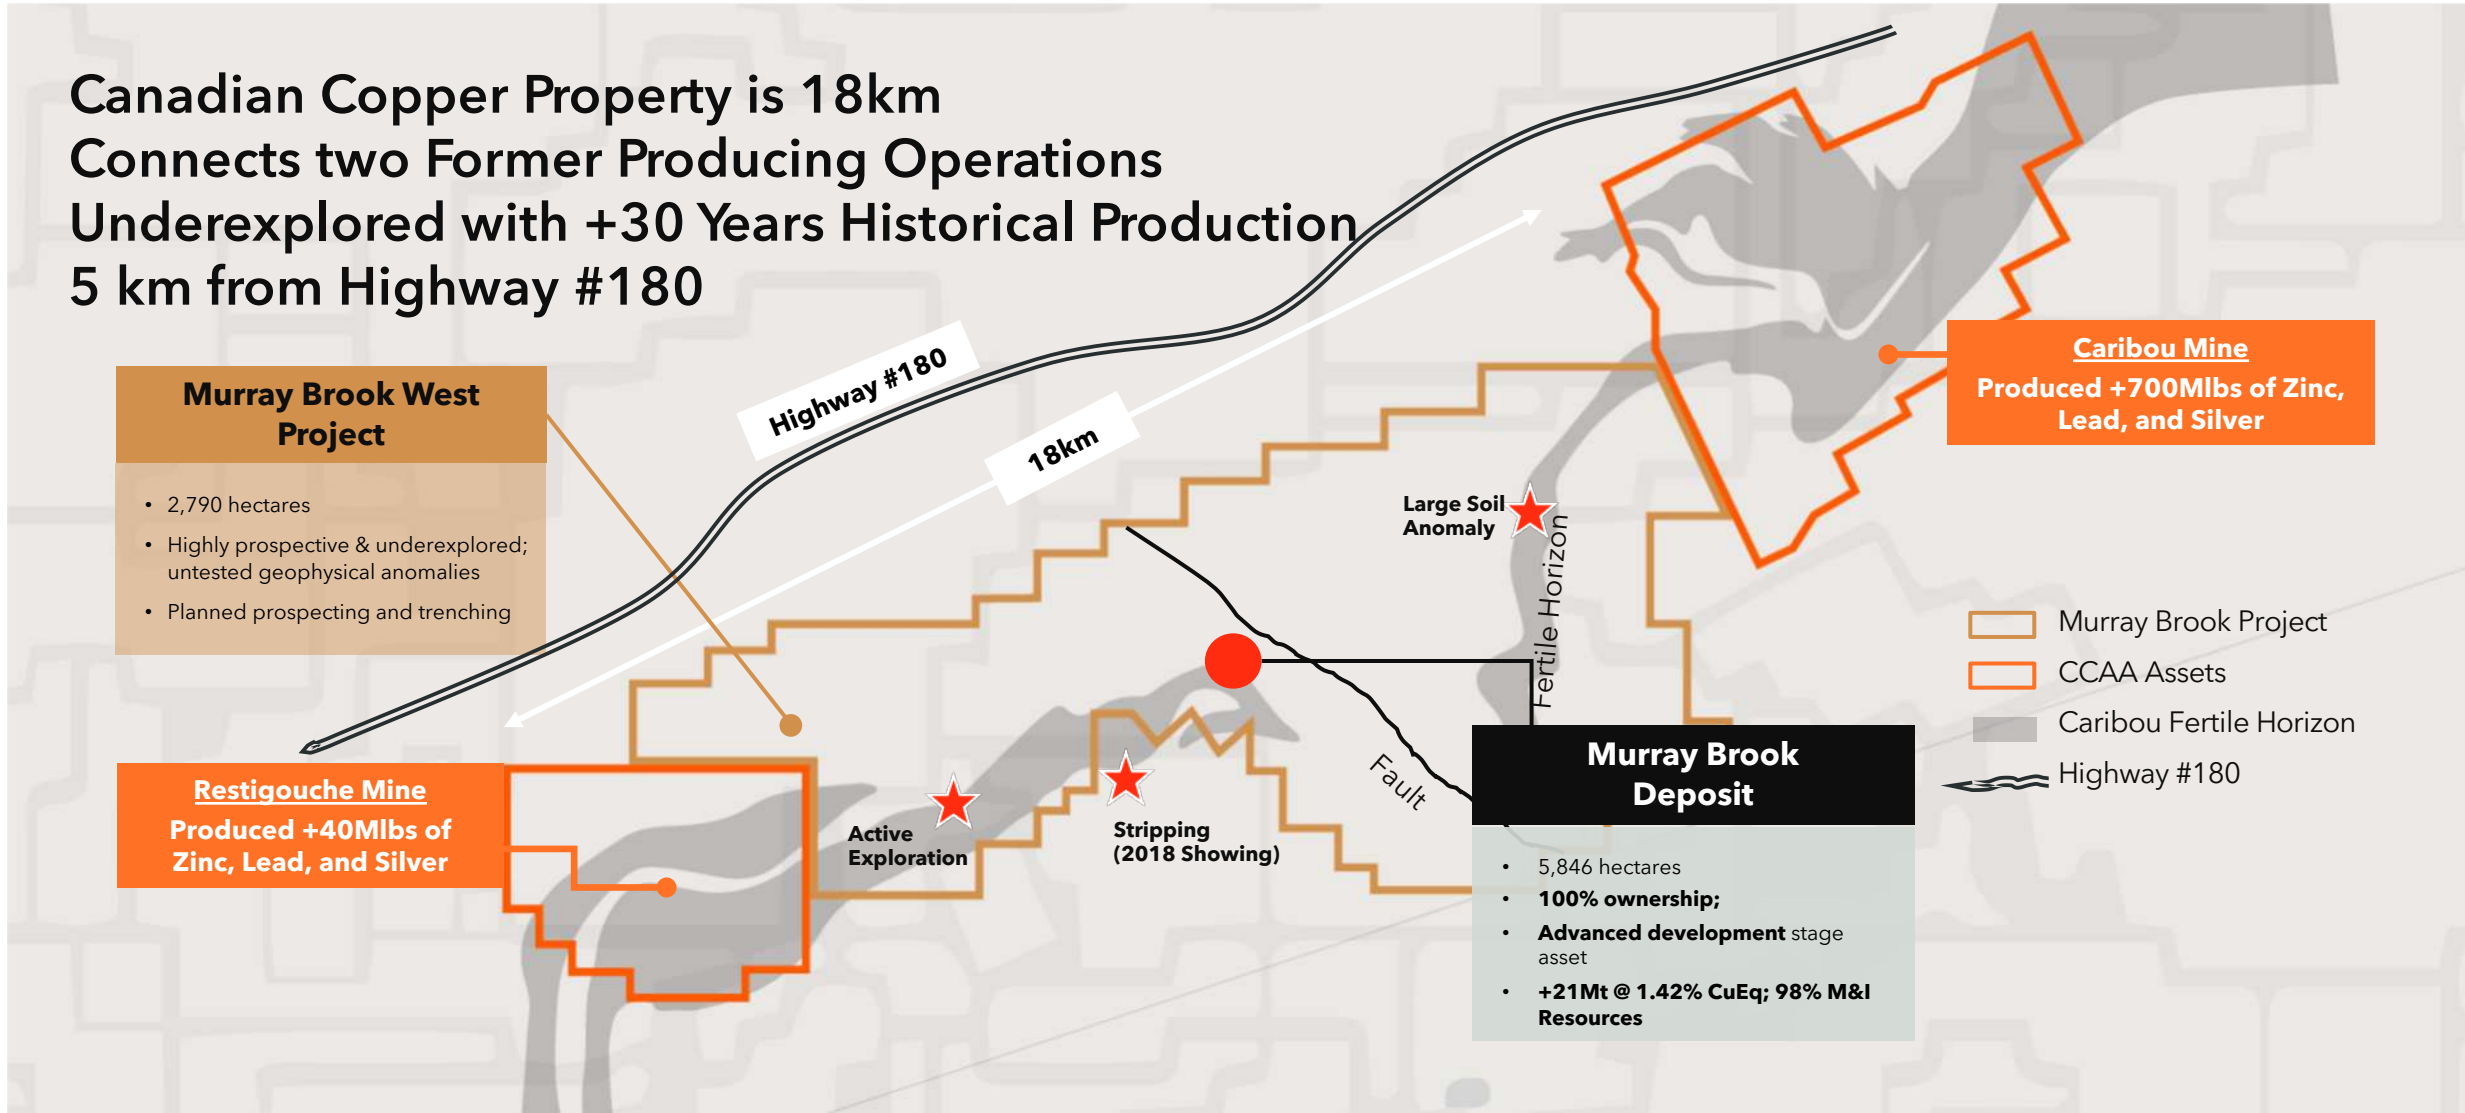 Canadian Copper Property is 18km
Connects two Former Producing Operations
Underexplored with +30 Years Historical Production
5 km from Highway #180
Highway #180
18km
Murray Brook West
Project
• 2,790 hectares
• Highly prospective & underexplored;
untested geophysical anomalies
• Planned prospecting and trenching
Caribou Mine
Produced +700Mlbs of Zinc,
Lead, and Silver
Large Soil
Anomaly
Fertile Horizon
Murray Brook Project
CCAA Assets
Caribou Fertile Horizon
Highway #180
Restigouche Mine
Produced +40Mlbs of
Zinc, Lead, and Silver
Active
Exploration
Stripping
(2018 Showing)
Fault
Murray Brook
Deposit
• 5,846 hectares
• 100% ownership;
• Advanced development stage
asset
• +21Mt @ 1.42% CuEq; 98% M&I
Resources